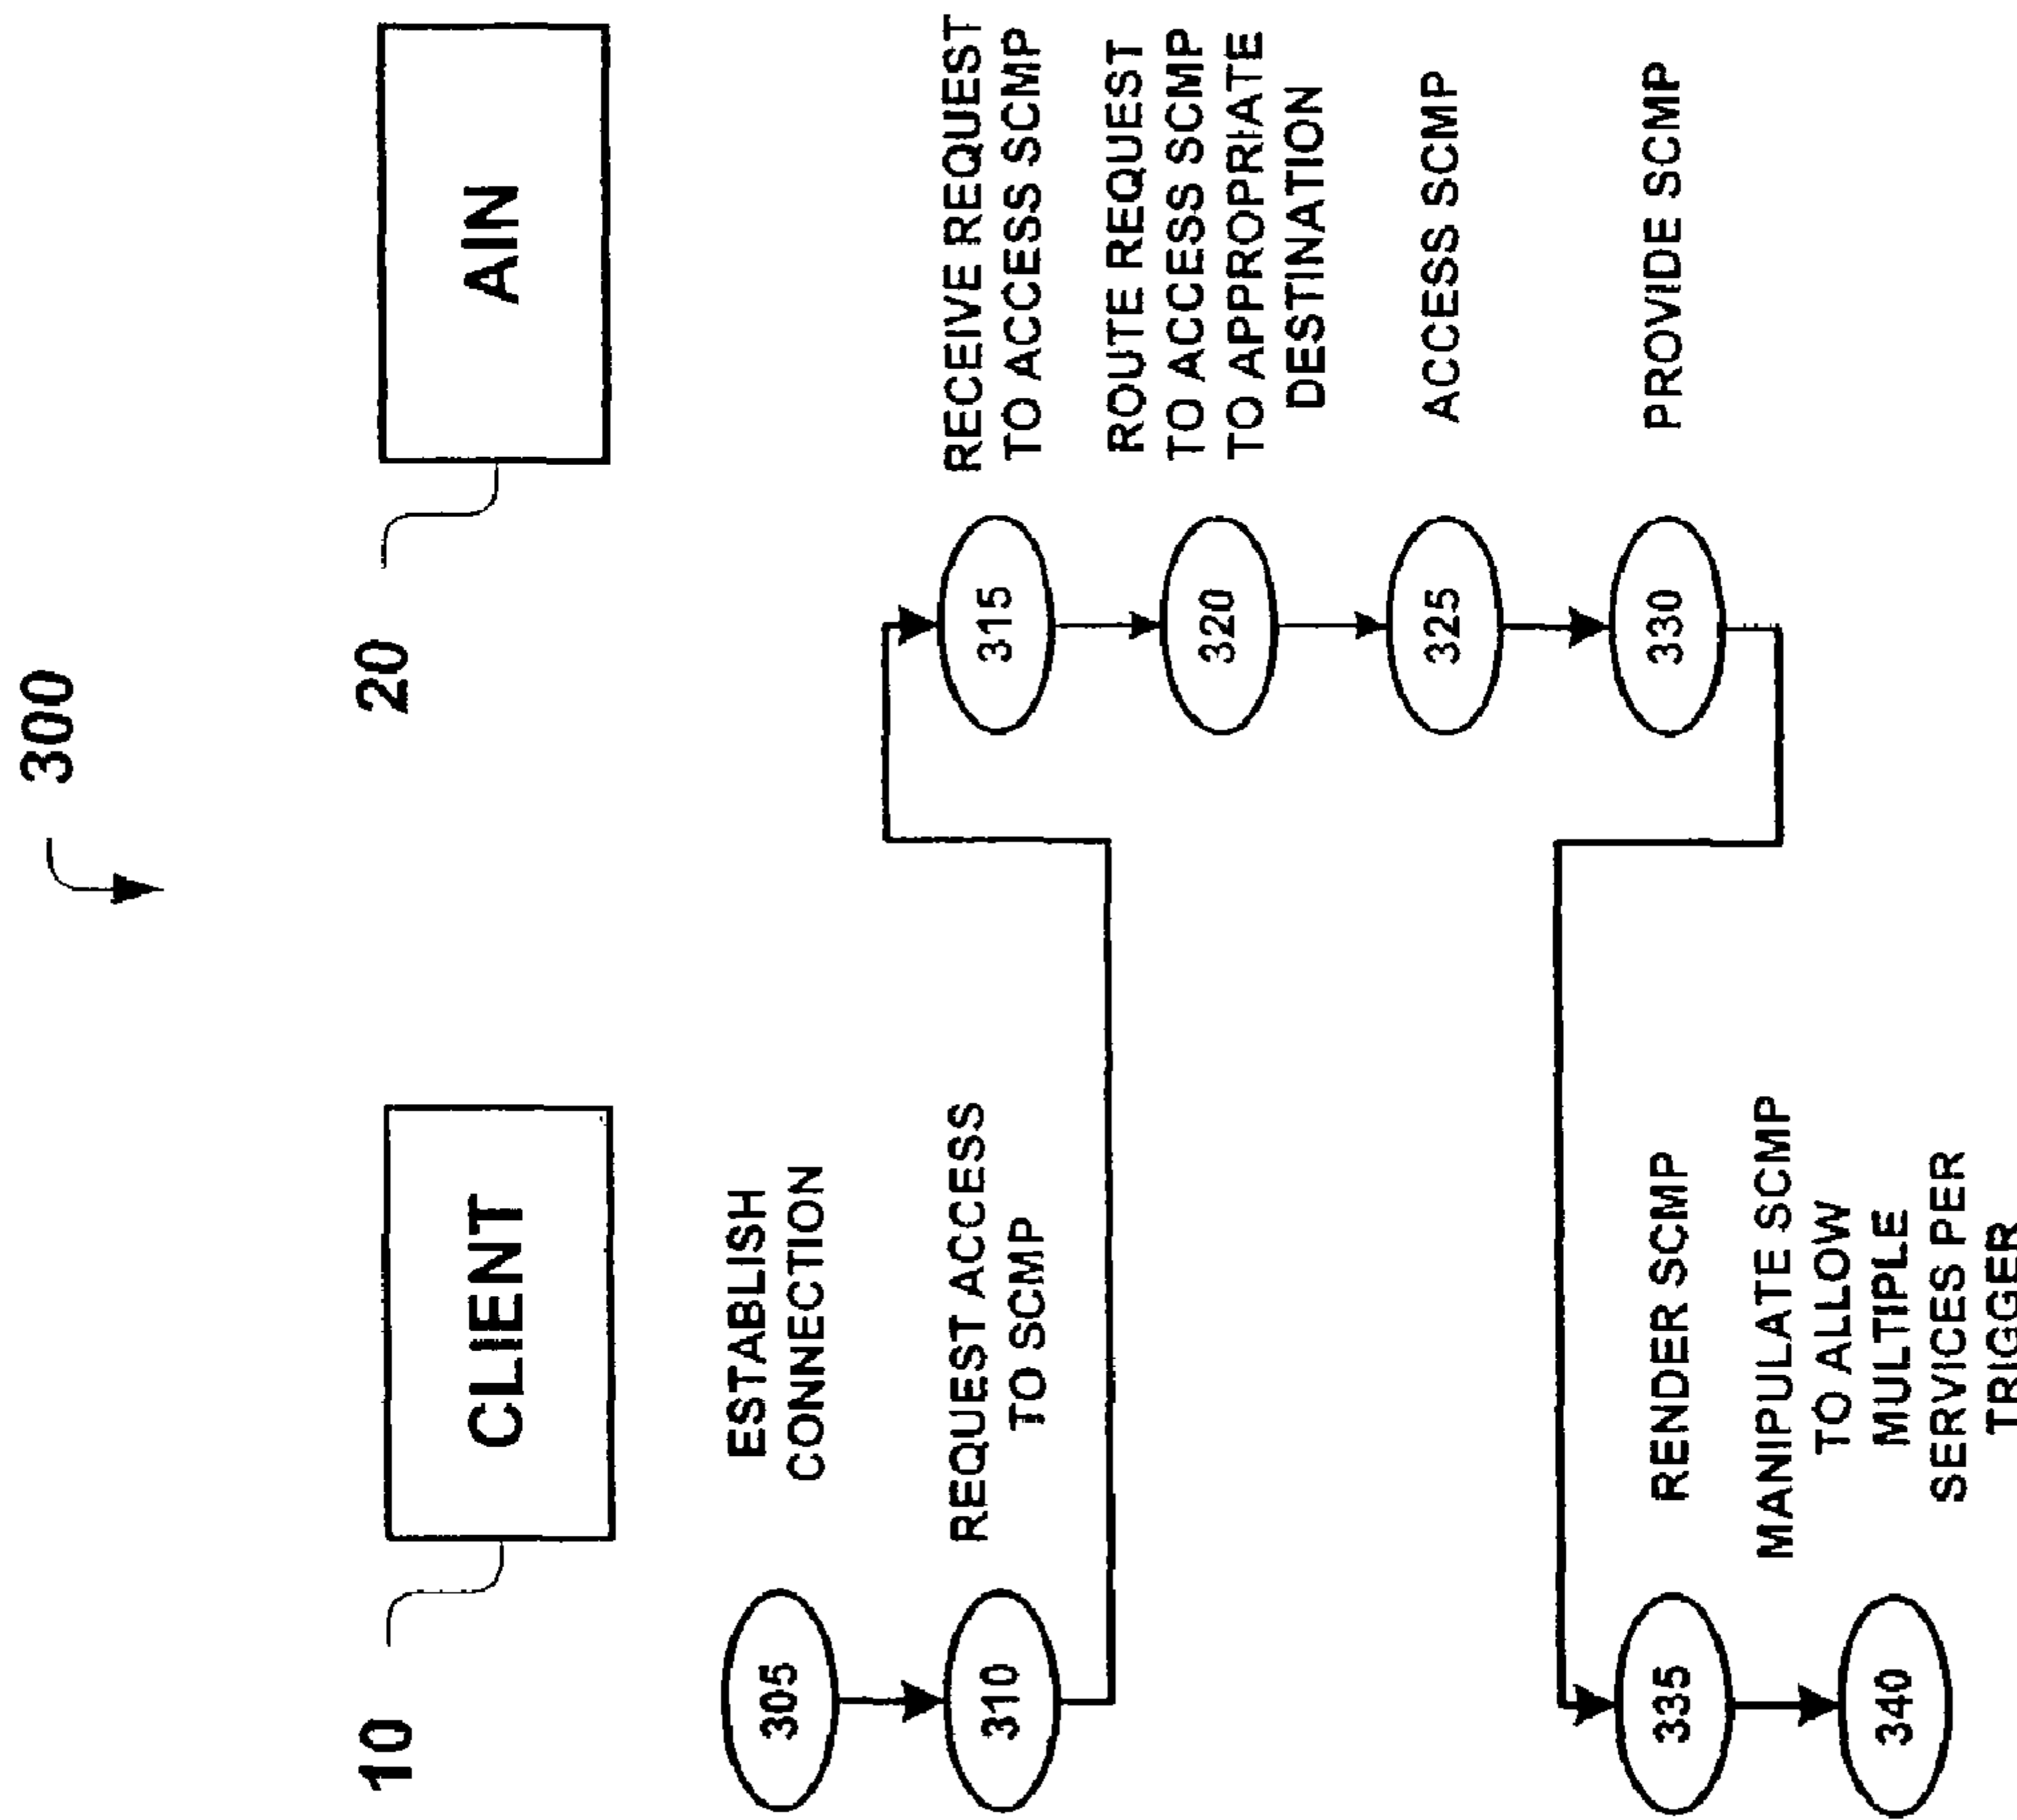 300
10
CLIENT
20
AIN
305
ESTABLISH
CONNECTION
310
REQUEST ACCESS
TO SCMP
315
RECEIVE REQUEST
TO ACCESS SCMP
320
ROUTE REQUEST
TO ACCESS SCMP
TO APPROPRIATE
DESTINATION
325
ACCESS SCMP
330
PROVIDE SCMP
335
RENDER SCMP
340
MANIPULATE SCMP
TO ALLOW
MULTIPLE
SERVICES PER
TRIGGER